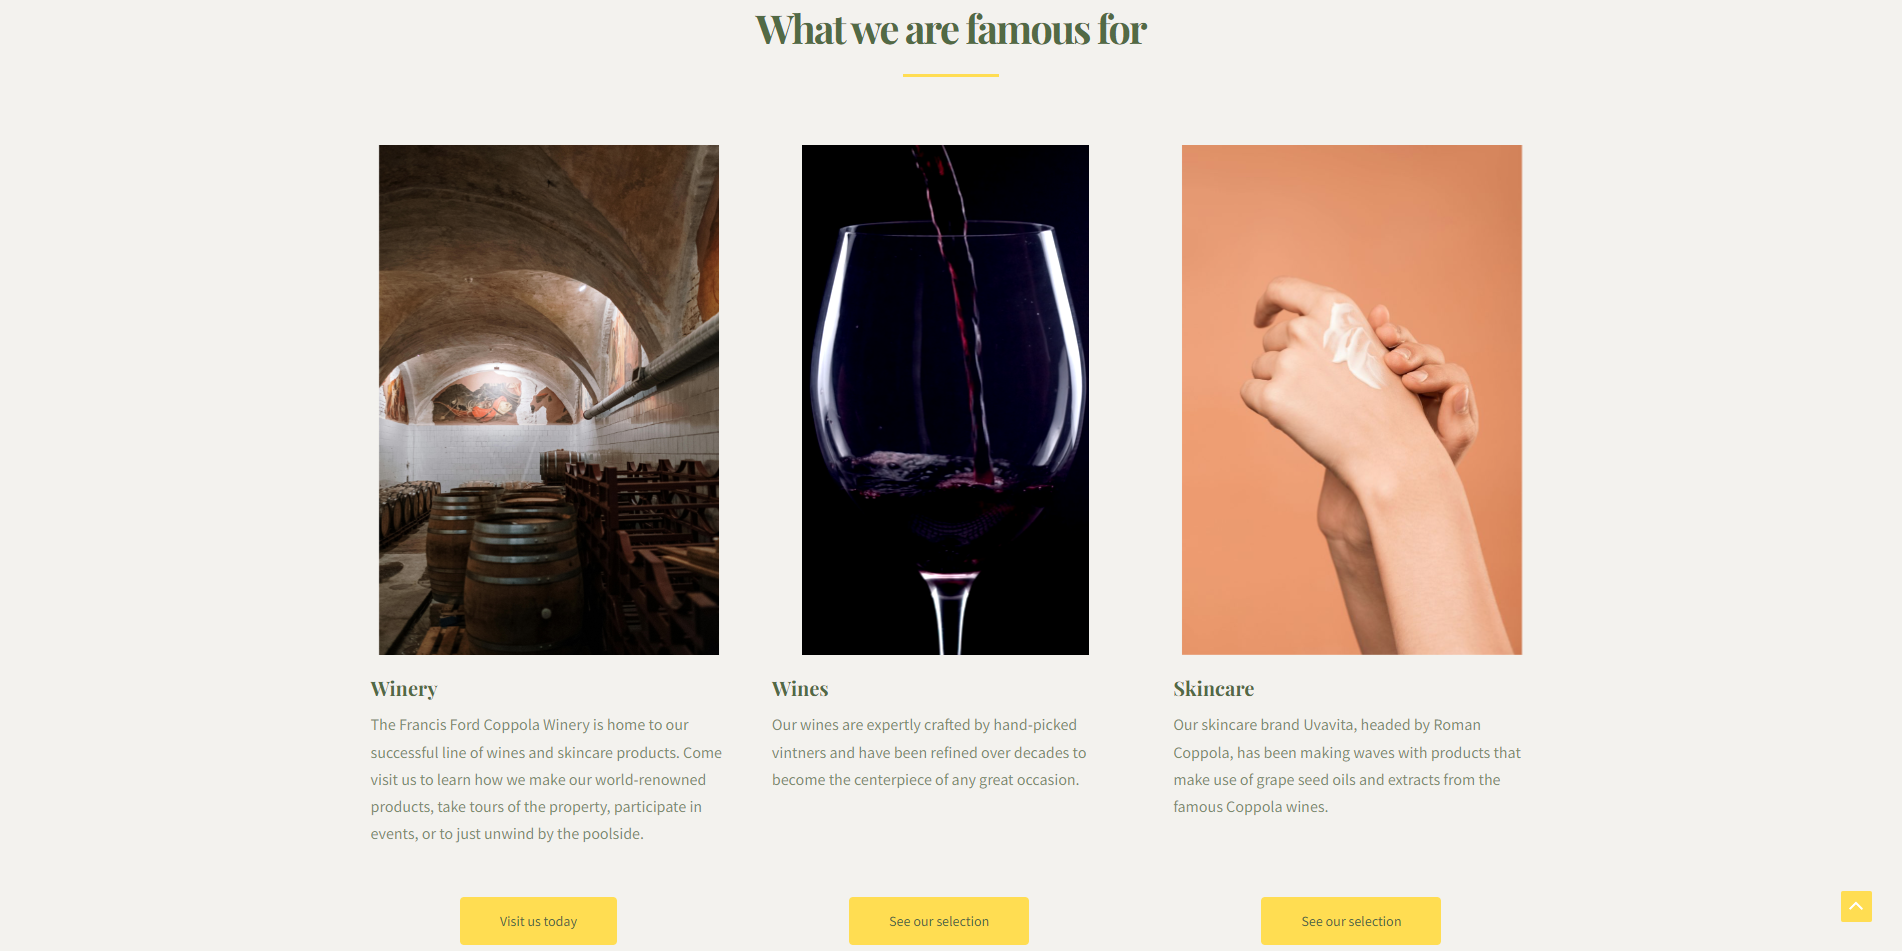 What we are famous for
Winery
The Francis Ford Coppola Winery is home to our
successful line of wines and skincare products. Come
visit us to learn how we make our world-renowned
products, take tours of the property, participate in
events, or to just unwind by the poolside.
Visit us today
Wines
Our wines are expertly crafted by hand-picked
vintners and have been refined over decades to
become the centerpiece of any great occasion.
See our selection
Skincare
Our skincare brand Uvavita, headed by Roman
Coppola, has been making waves with products that
make use of grape seed oils and extracts from the
famous Coppola wines.
See our selection